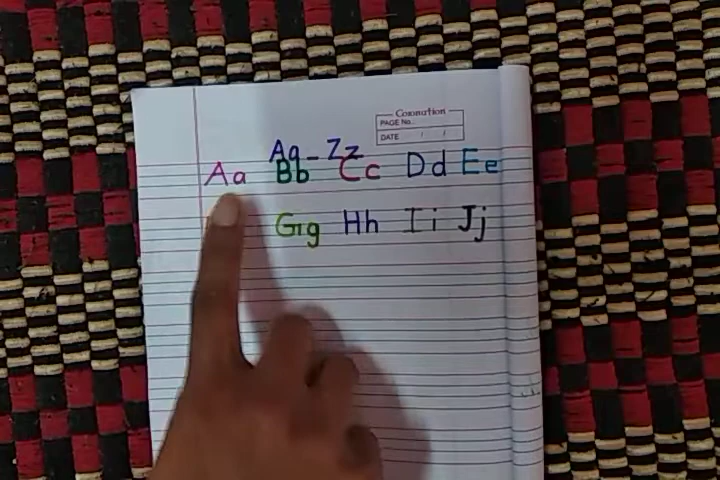 Coronation
PAGE No.
DATE / /
Aa - Zz
Aa Bb Cc Dd Ee
Gg Hh Ii Jj